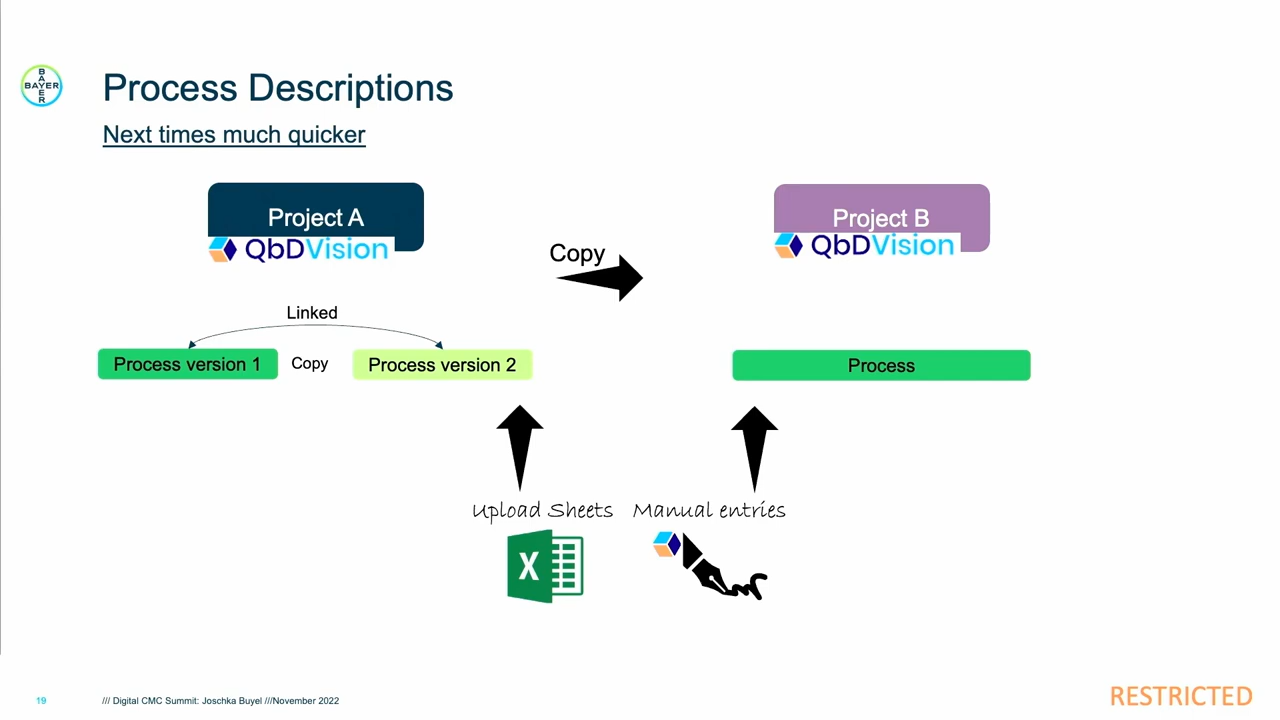 BAYER
BAYER
Process Descriptions
Next times much quicker
Project A
QbDVision
Project B
QbDVision
Copy
Linked
Process version 1
Copy
Process version 2
Process
Upload Sheets
Manual entries
X
19
/// Digital CMC Summit: Joschka Buyel ///November 2022
RESTRICTED